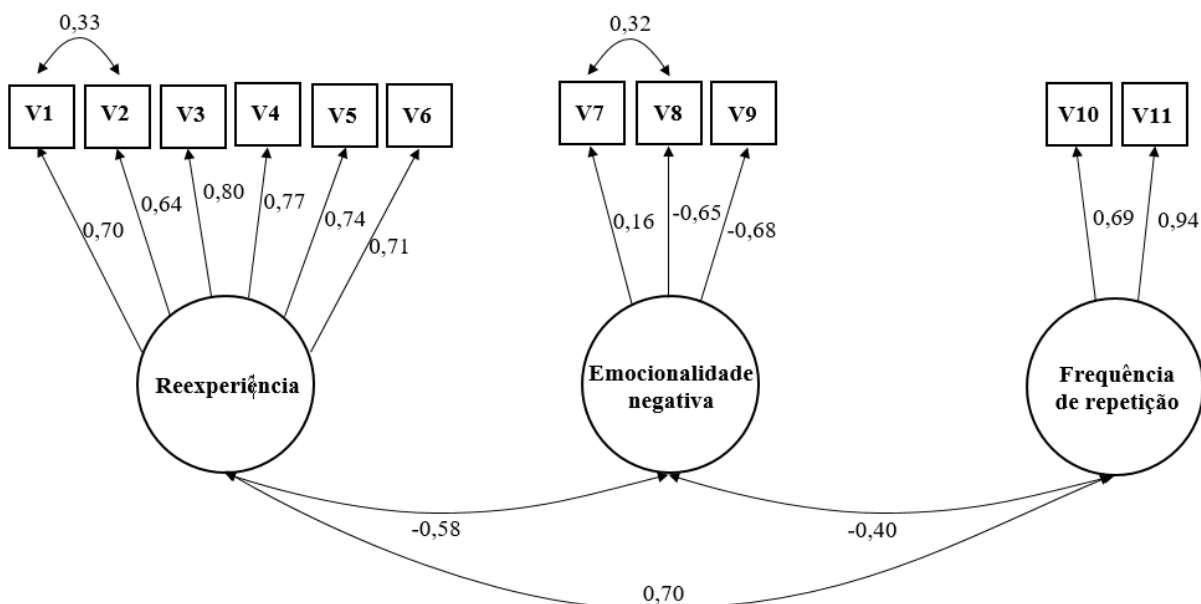 0,33
0,32
V1 V2 V3 V4 V5 V6 V7 V8 V9 V10 V11
0,70 0,64 0,80 0,77 0,74 0,71 0,16 -0,65 -0,68 0,69 0,94
Reexperiência
Emocionalidade
negativa
Frequência
de repetição
-0,58
-0,40
0,70